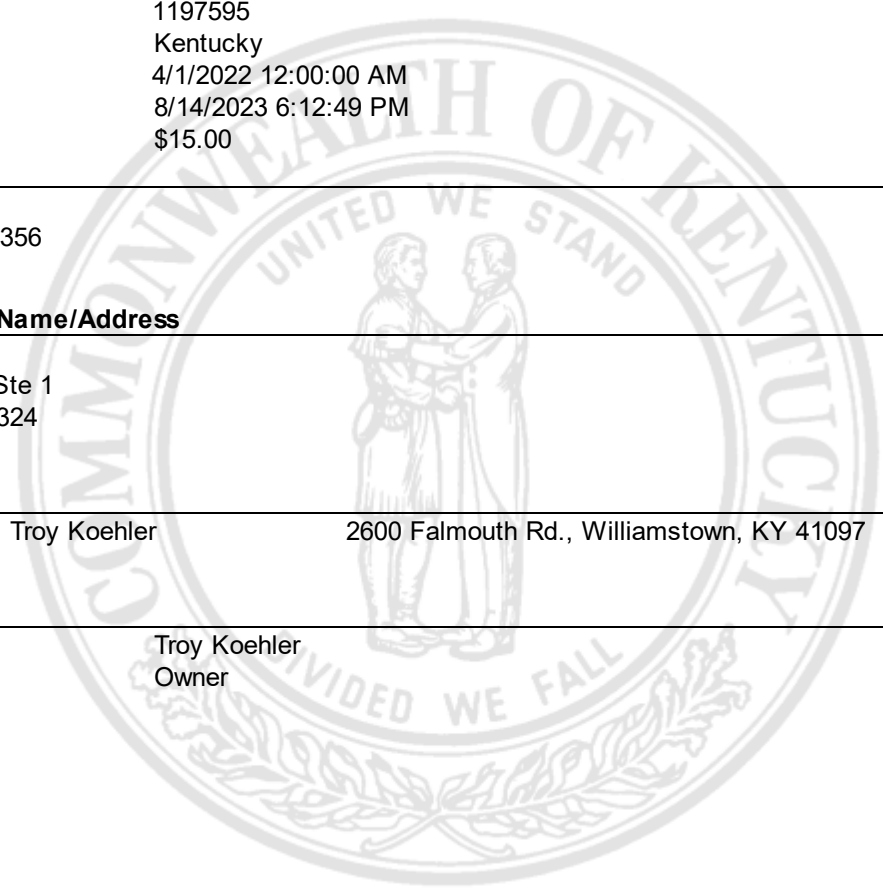 1197595
Kentucky
4/1/2022 12:00:00 AM
8/14/2023 6:12:49 PM
$15.00
COMMONWEALTH OF KENTUCKY
UNITED WE STAND
356
Name/Address
Ste 1
324
Troy Koehler 2600 Falmouth Rd., Williamstown, KY 41097
Troy Koehler
Owner
DIVIDED WE FALL